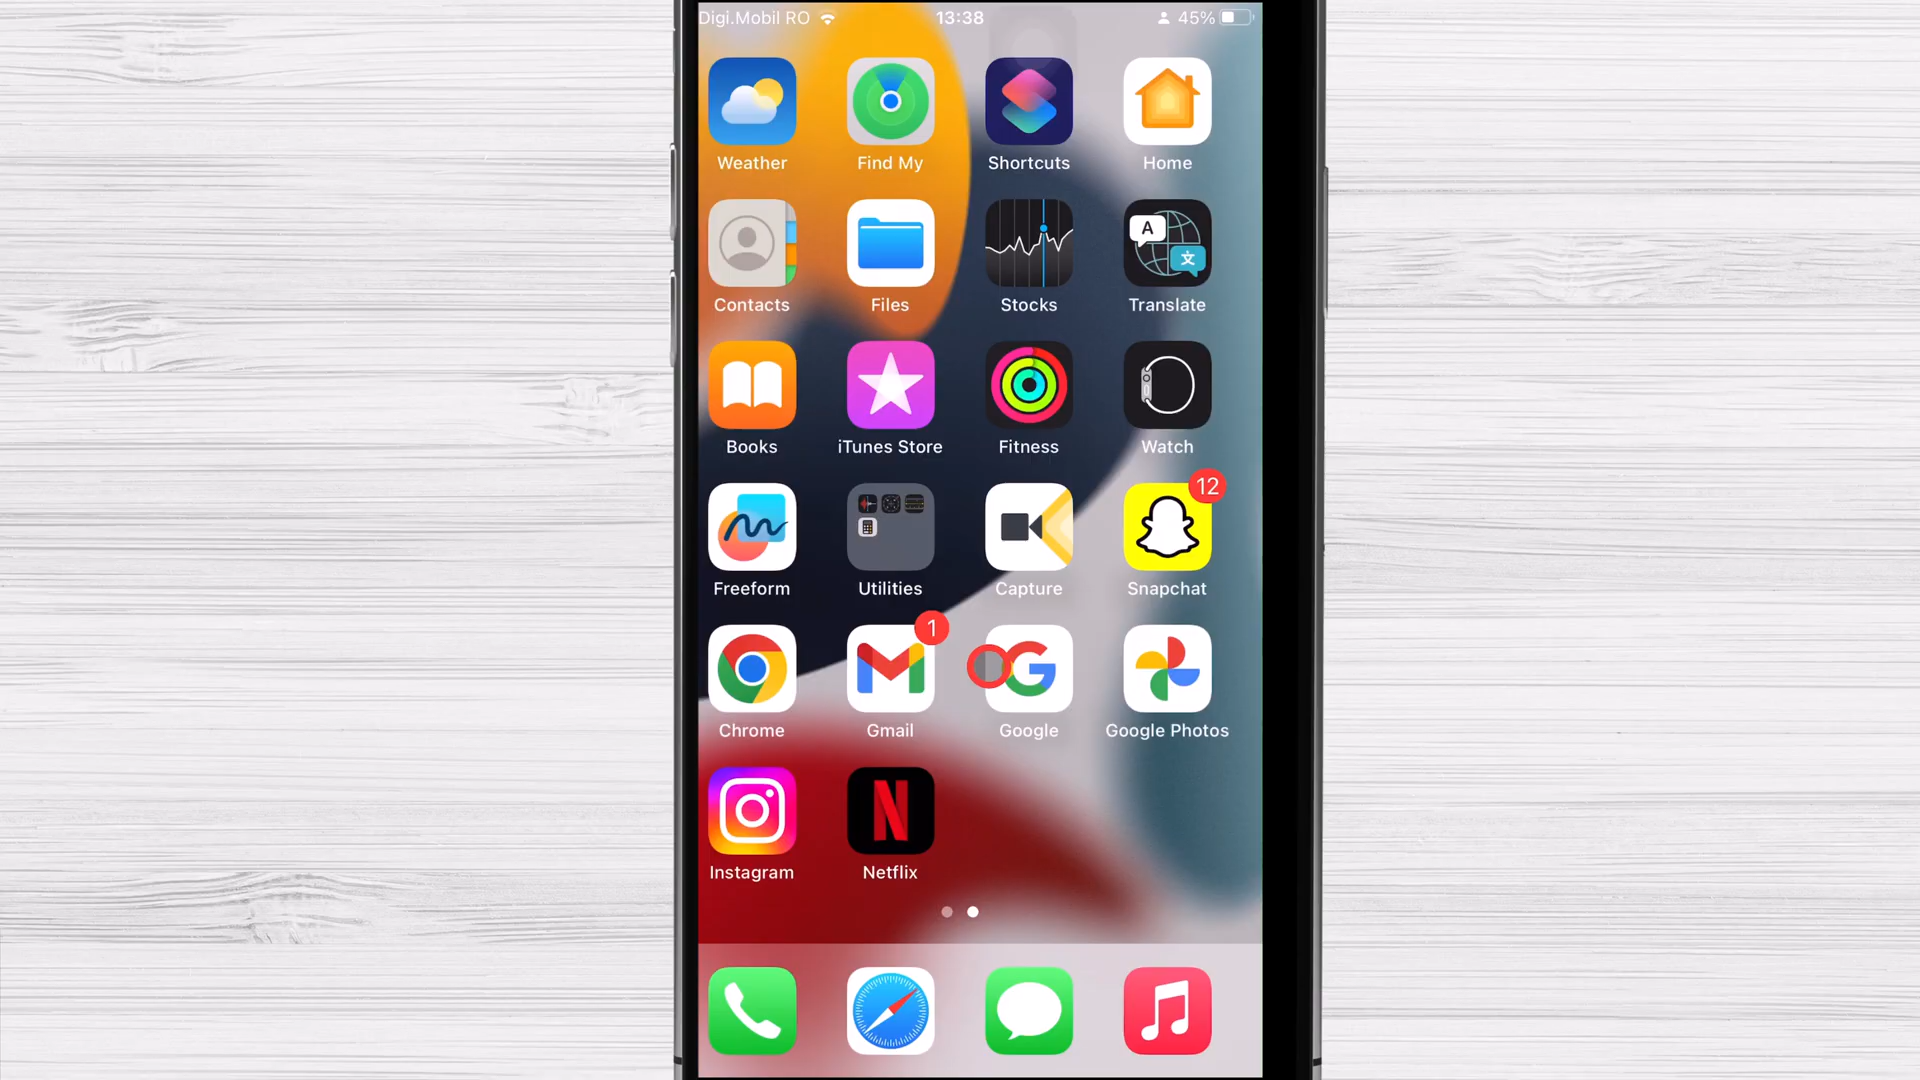 Digi.Mobil RO 13:38 45%
Weather Find My Shortcuts Home
A 文
Contacts Files Stocks Translate
Books iTunes Store Fitness Watch
12
Freeform Utilities Capture Snapchat
1
Chrome Gmail Google Google Photos
Instagram Netflix